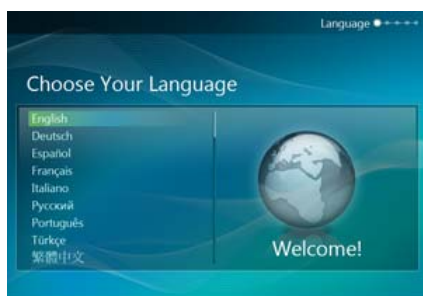 Language
Choose Your Language
English
Deutsch
Español
Français
Italiano
Русский
Português
Türkçe
繁體中文
Welcome!